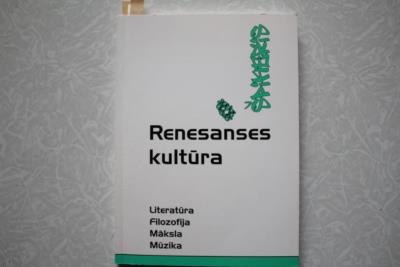 Renesanses
kultūra
Literatūra
Filozofija
Māksla
Mūzika